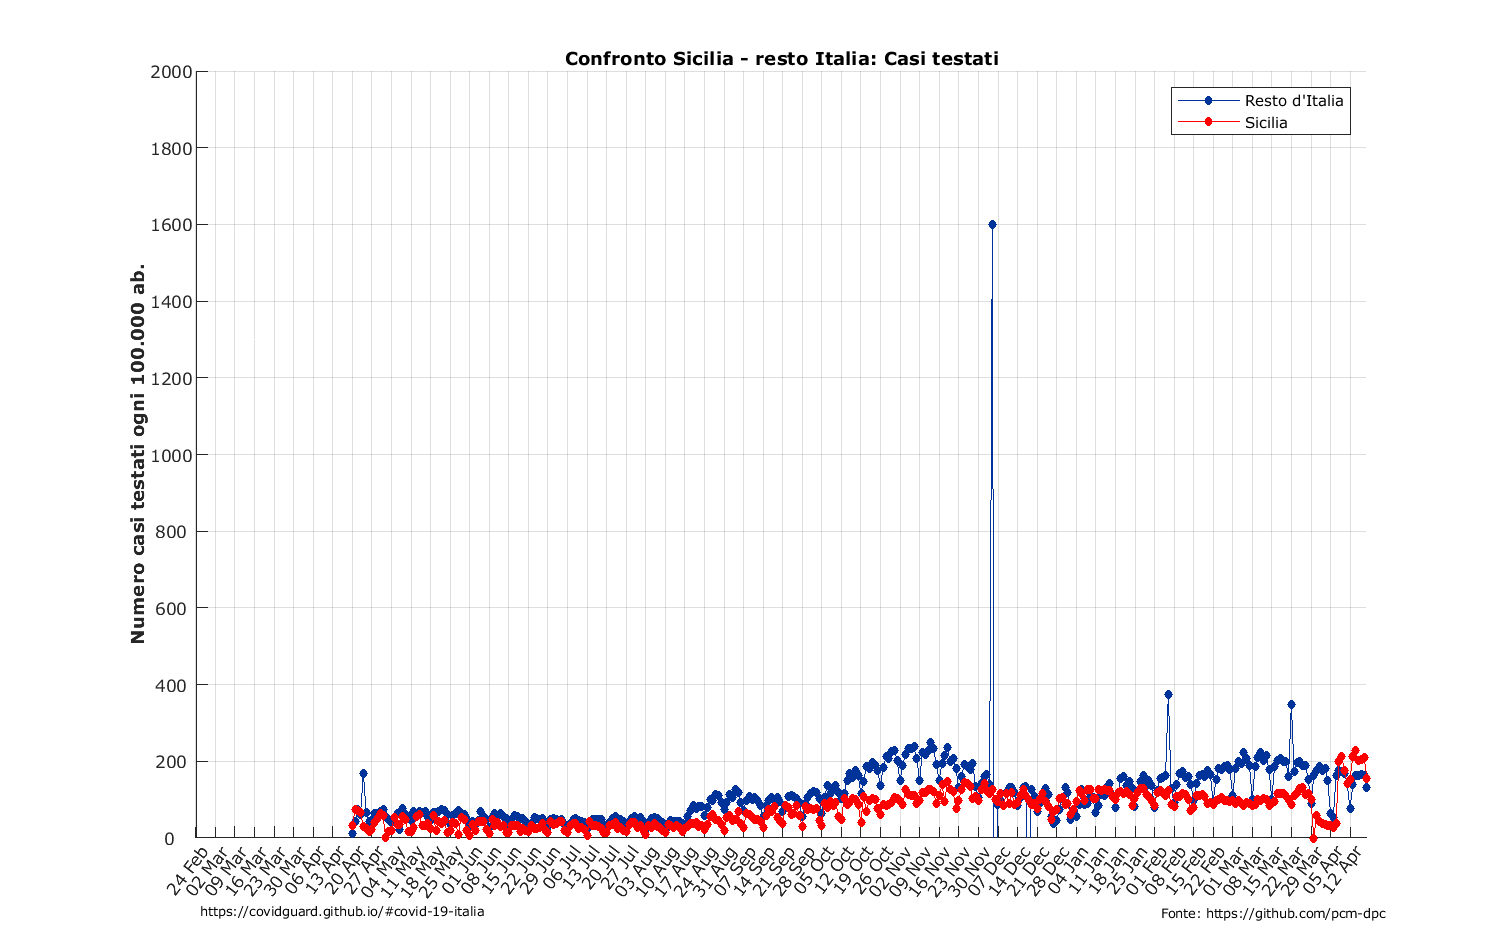 Confronto Sicilia - resto Italia: Casi testati
Resto d'Italia
Sicilia
Numero casi testati ogni 100.000 ab.
2000
1800
1600
1400
1200
1000
800
600
400
200
0
24 Feb
02 Mar
09 Mar
16 Mar
23 Mar
30 Mar
06 Apr
13 Apr
20 Apr
27 Apr
04 May
11 May
18 May
25 May
01 Jun
08 Jun
15 Jun
22 Jun
29 Jun
06 Jul
13 Jul
20 Jul
27 Jul
03 Aug
10 Aug
17 Aug
24 Aug
31 Aug
07 Sep
14 Sep
21 Sep
28 Sep
05 Oct
12 Oct
19 Oct
26 Oct
02 Nov
09 Nov
16 Nov
23 Nov
30 Nov
07 Dec
14 Dec
21 Dec
28 Dec
04 Jan
11 Jan
18 Jan
25 Jan
01 Feb
08 Feb
15 Feb
22 Feb
01 Mar
08 Mar
15 Mar
22 Mar
29 Mar
05 Apr
12 Apr
https://covidguard.github.io/#covid-19-italia
Fonte: https://github.com/pcm-dpc